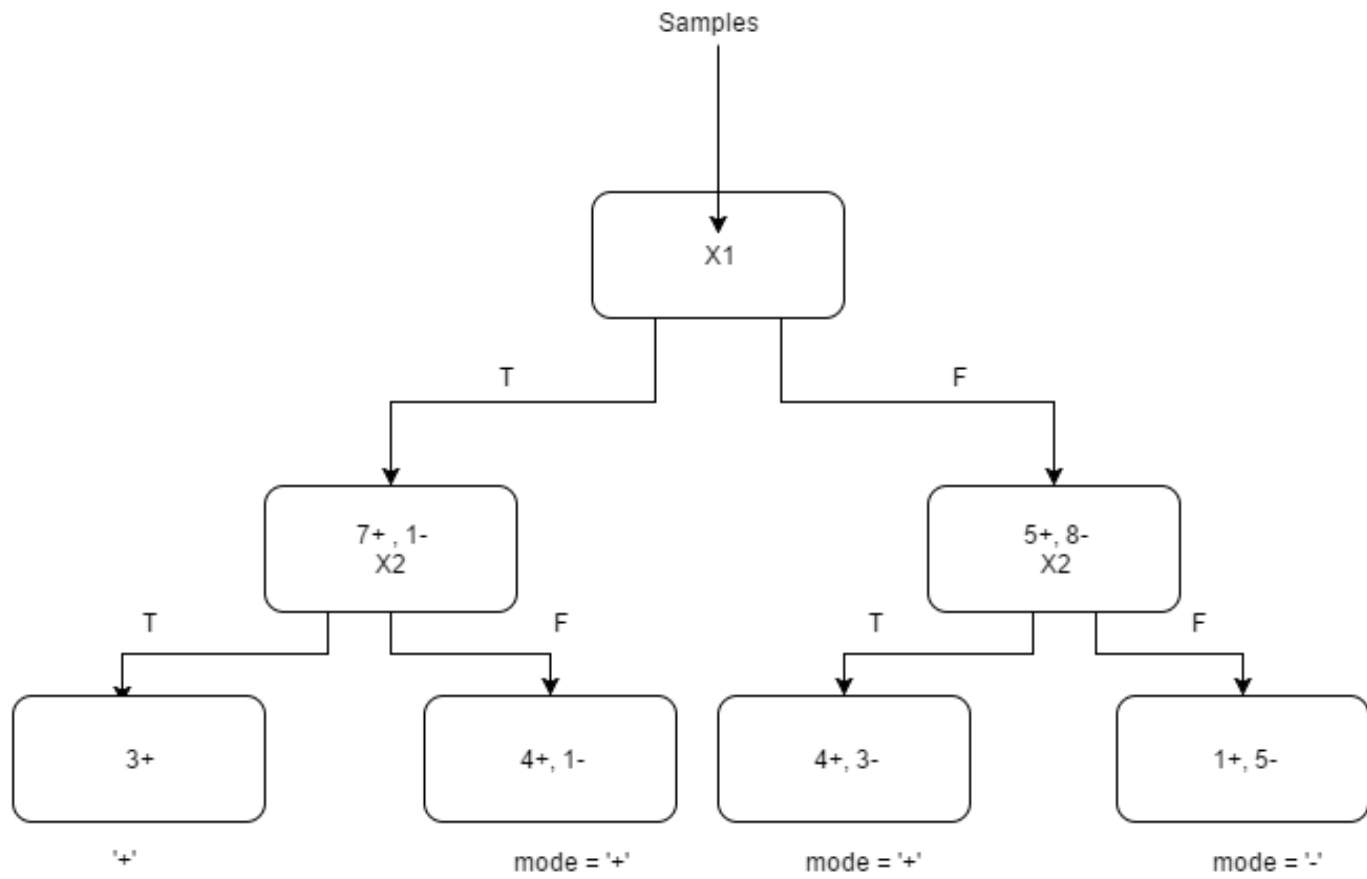 Samples
X1
T
F
7+ , 1-
X2
5+, 8-
X2
T
F
T
F
3+
4+, 1-
4+, 3-
1+, 5-
'+'
mode = '+'
mode = '+'
mode = '-'